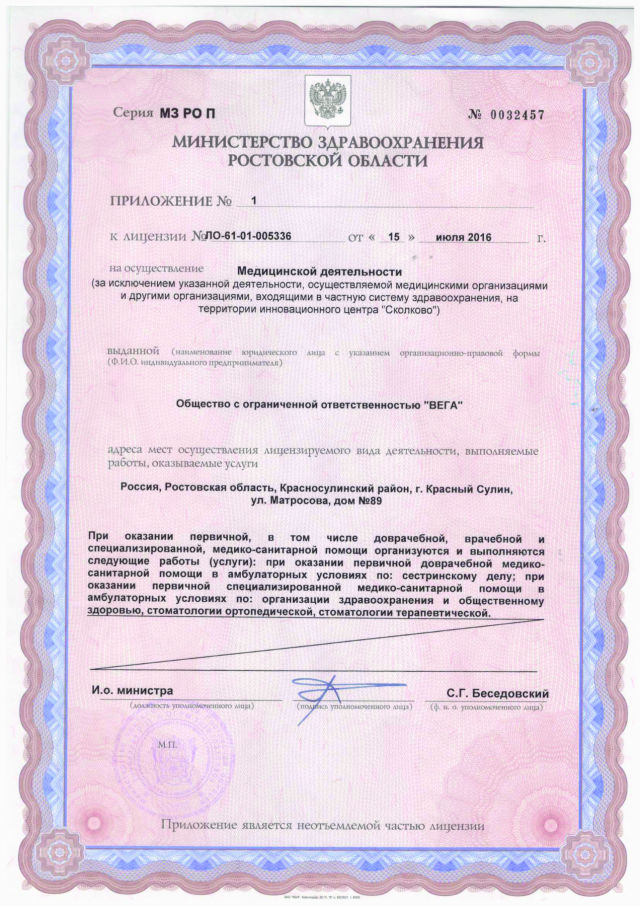 Серия МЗ РО П
№ 0032457
МИНИСТЕРСТВО ЗДРАВООХРАНЕНИЯ
РОСТОВСКОЙ ОБЛАСТИ
ПРИЛОЖЕНИЕ № 1
к лицензии №ЛО-61-01-005336 от « 15 » июля 2016 г.
на осуществление Медицинской деятельности
(за исключением указанной деятельности, осуществляемой медицинскими организациями
и другими организациями, входящими в частную систему здравоохранения, на
территории инновационного центра "Сколково")
выданной (наименование юридического лица с указанием организационно-правовой формы
(Ф.И.О. индивидуального предпринимателя)
Общество с ограниченной ответственностью "ВЕГА"
адреса мест осуществления лицензируемого вида деятельности, выполняемые
работы, оказываемые услуги
Россия, Ростовская область, Красносулинский район, г. Красный Сулин,
ул. Матросова, дом №89
При оказании первичной, в том числе доврачебной, врачебной и
специализированной, медико-санитарной помощи организуются и выполняются
следующие работы (услуги): при оказании первичной доврачебной медико-
санитарной помощи в амбулаторных условиях по: сестринскому делу; при
оказании первичной специализированной медико-санитарной помощи в
амбулаторных условиях по: организации здравоохранения и общественному
здоровью, стоматологии ортопедической, стоматологии терапевтической.
И.о. министра С.Г. Беседовский
(должность уполномоченного лица) (подпись уполномоченного лица) (ф. и. о. уполномоченного лица)
М.П.
Приложение является неотъемлемой частью лицензии